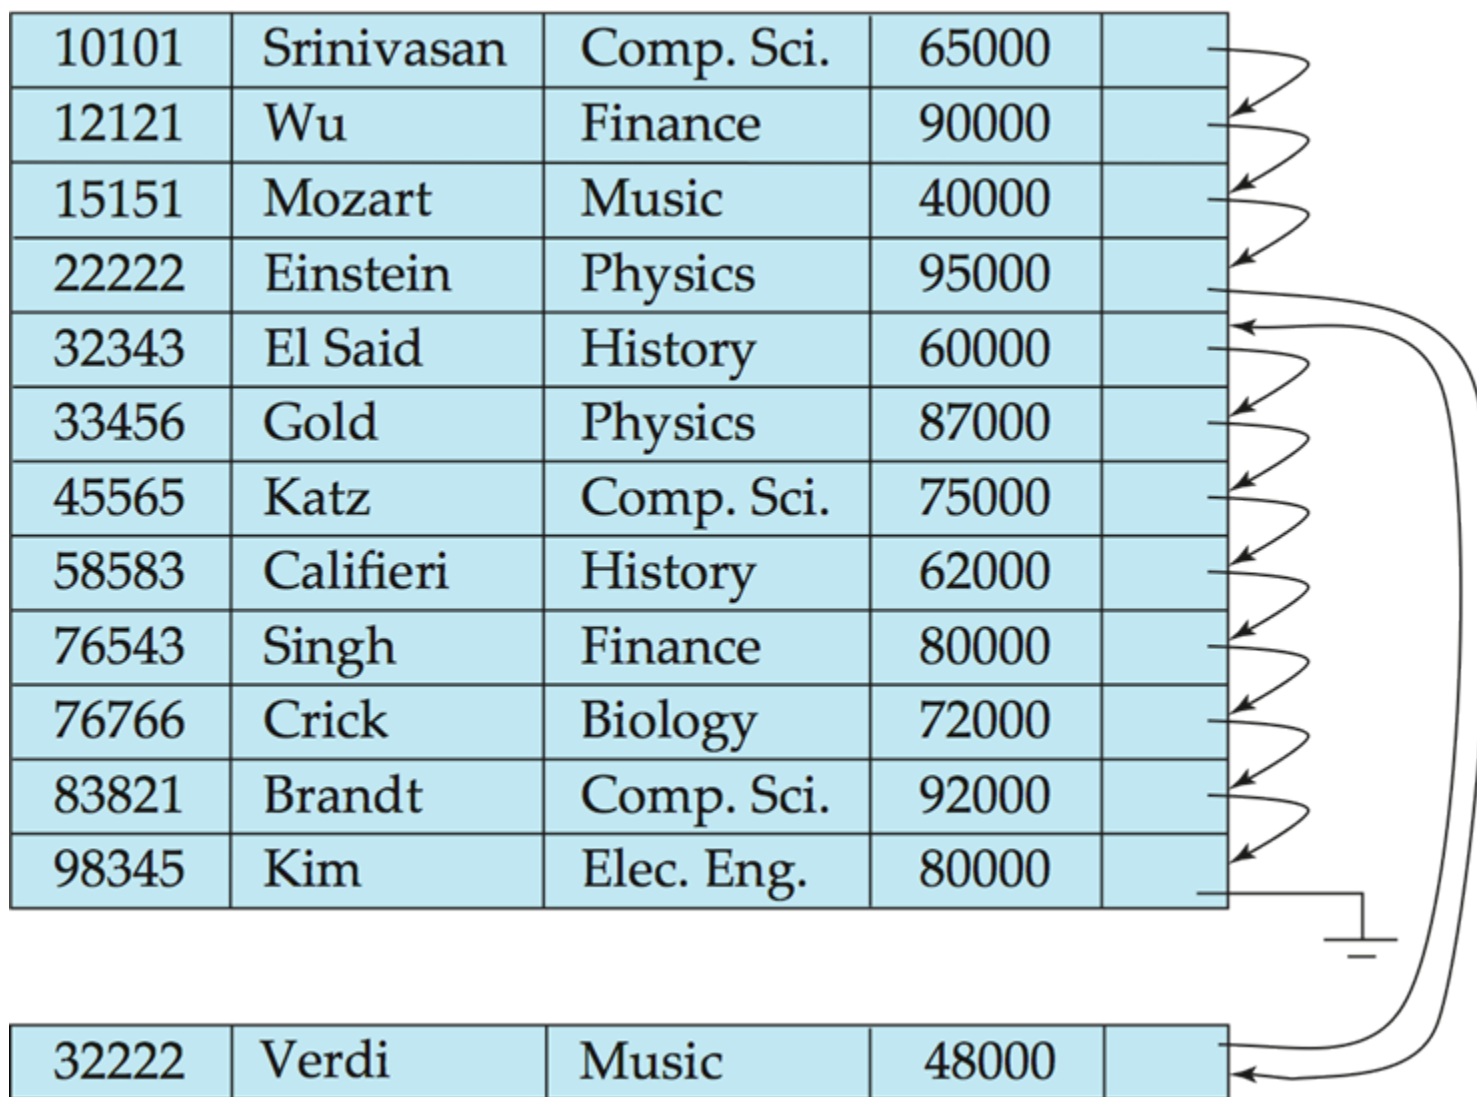 10101 Srinivasan Comp. Sci. 65000
12121 Wu Finance 90000
15151 Mozart Music 40000
22222 Einstein Physics 95000
32343 El Said History 60000
33456 Gold Physics 87000
45565 Katz Comp. Sci. 75000
58583 Califieri History 62000
76543 Singh Finance 80000
76766 Crick Biology 72000
83821 Brandt Comp. Sci. 92000
98345 Kim Elec. Eng. 80000
32222 Verdi Music 48000